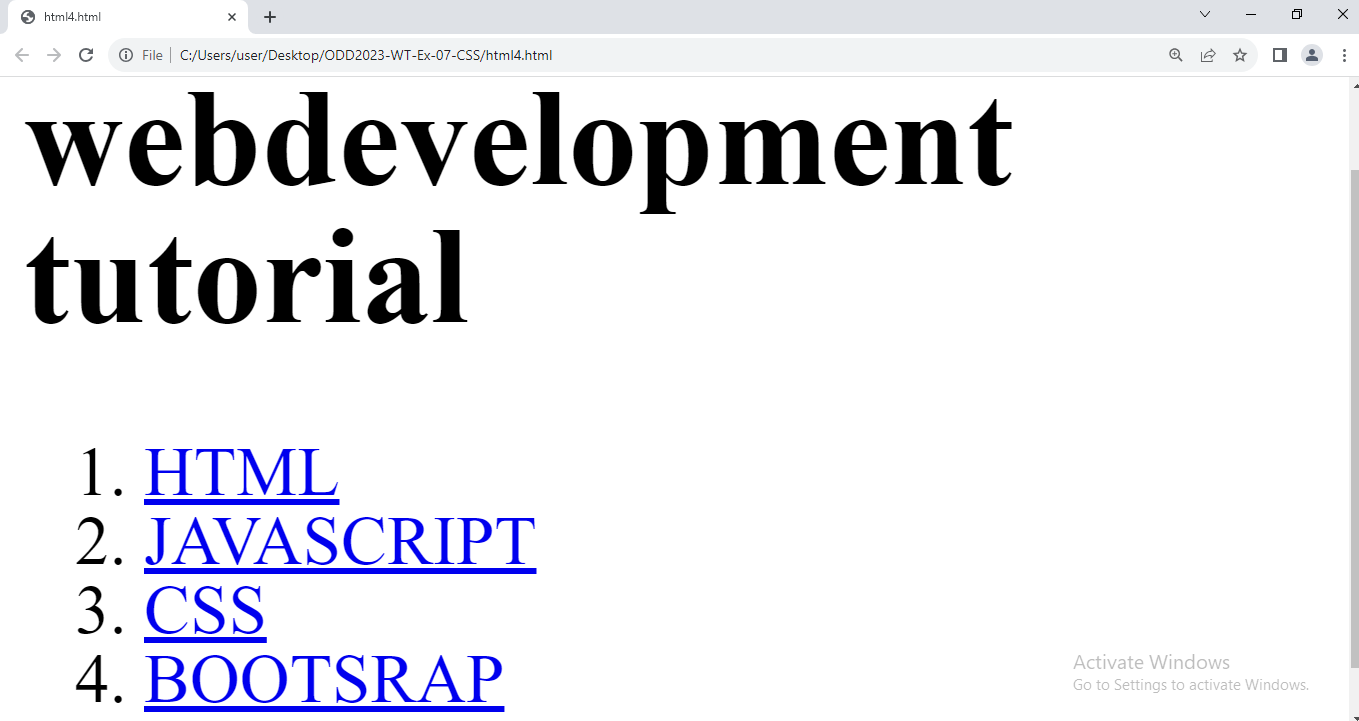 html4.html
File
C:/Users/user/Desktop/ODD2023-WT-Ex-07-CSS/html4.html
webdevelopment
tutorial
1. HTML
2. JAVASCRIPT
3. CSS
4. BOOTSRAP
Activate Windows
Go to Settings to activate Windows.